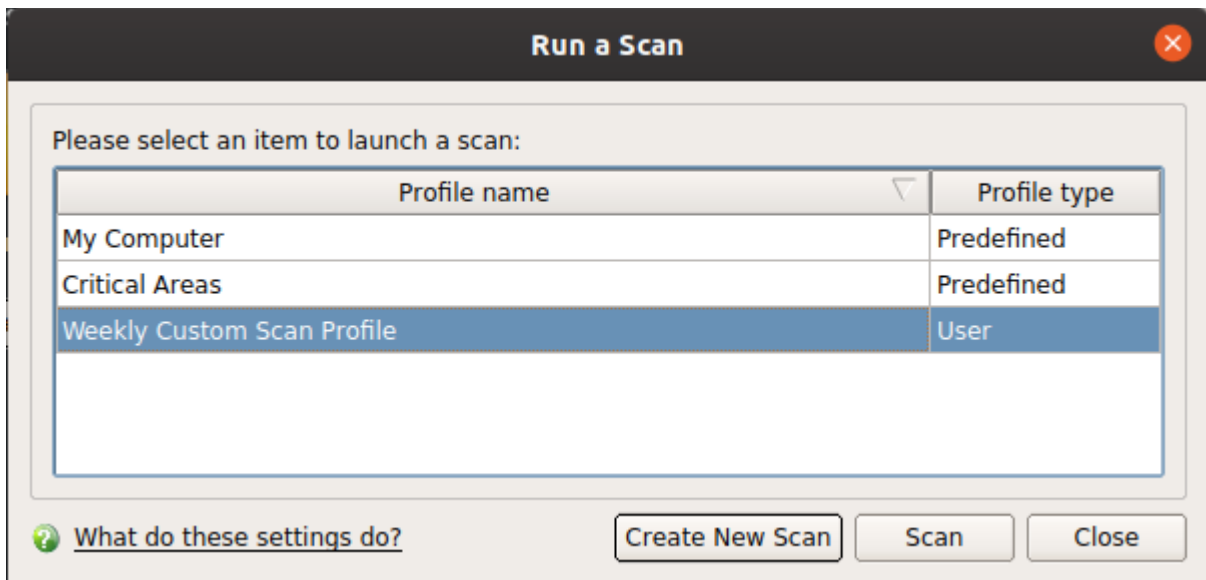 Run a Scan
Please select an item to launch a scan:
Profile name Profile type
My Computer Predefined
Critical Areas Predefined
Weekly Custom Scan Profile User
What do these settings do? Create New Scan Scan Close